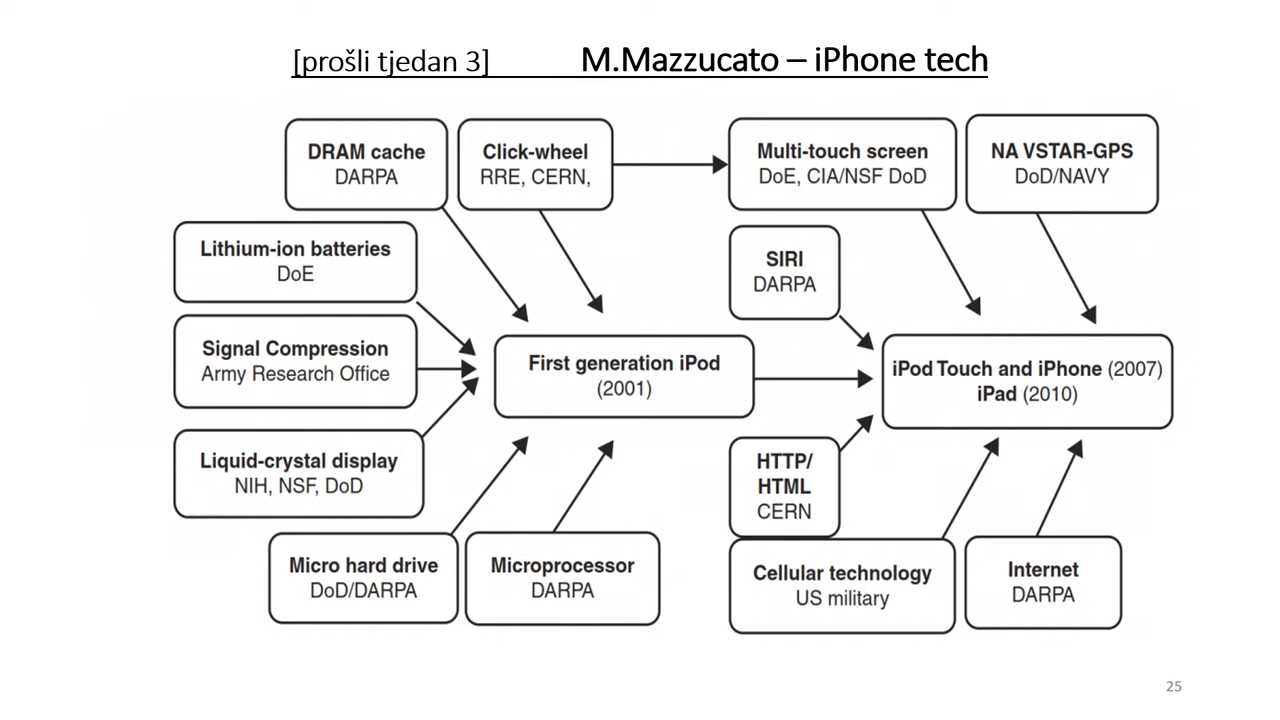 [prošli tjedan 3] M.Mazzucato – iPhone tech
DRAM cache
DARPA
Click-wheel
RRE, CERN,
Multi-touch screen
DoE, CIA/NSF DoD
NA VSTAR-GPS
DoD/NAVY
Lithium-ion batteries
DoE
SIRI
DARPA
Signal Compression
Army Research Office
First generation iPod
(2001)
iPod Touch and iPhone (2007)
iPad (2010)
Liquid-crystal display
NIH, NSF, DoD
HTTP/
HTML
CERN
Micro hard drive
DoD/DARPA
Microprocessor
DARPA
Cellular technology
US military
Internet
DARPA
25